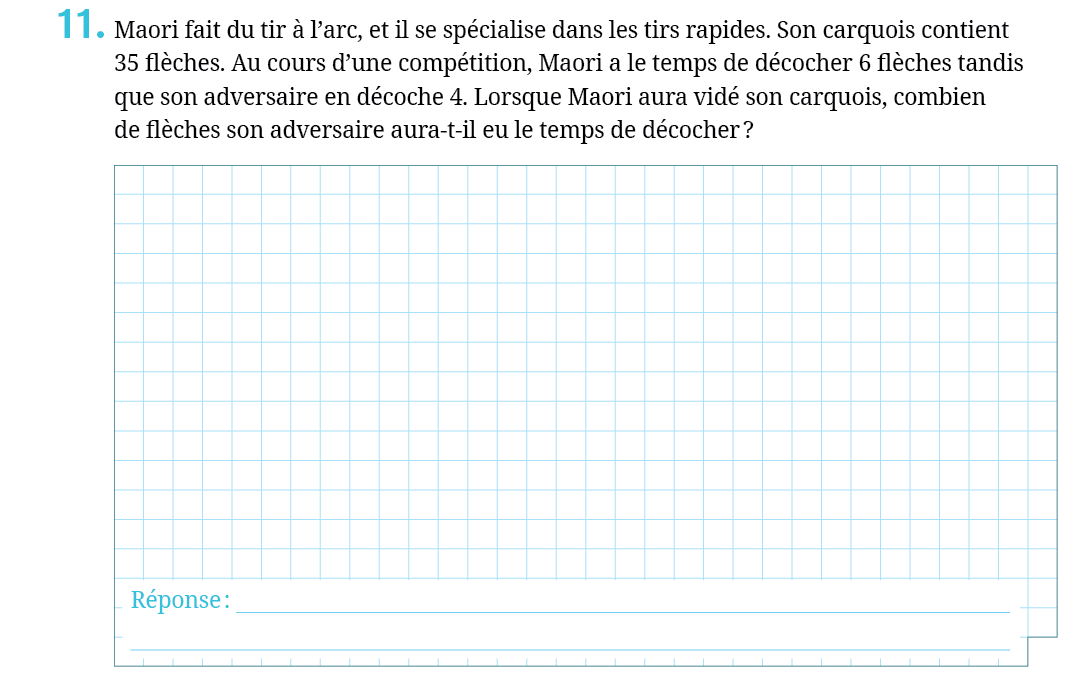 11. Maori fait du tir à l’arc, et il se spécialise dans les tirs rapides. Son carquois contient
35 flèches. Au cours d’une compétition, Maori a le temps de décocher 6 flèches tandis
que son adversaire en décoche 4. Lorsque Maori aura vidé son carquois, combien
de flèches son adversaire aura-t-il eu le temps de décocher ?
Réponse :